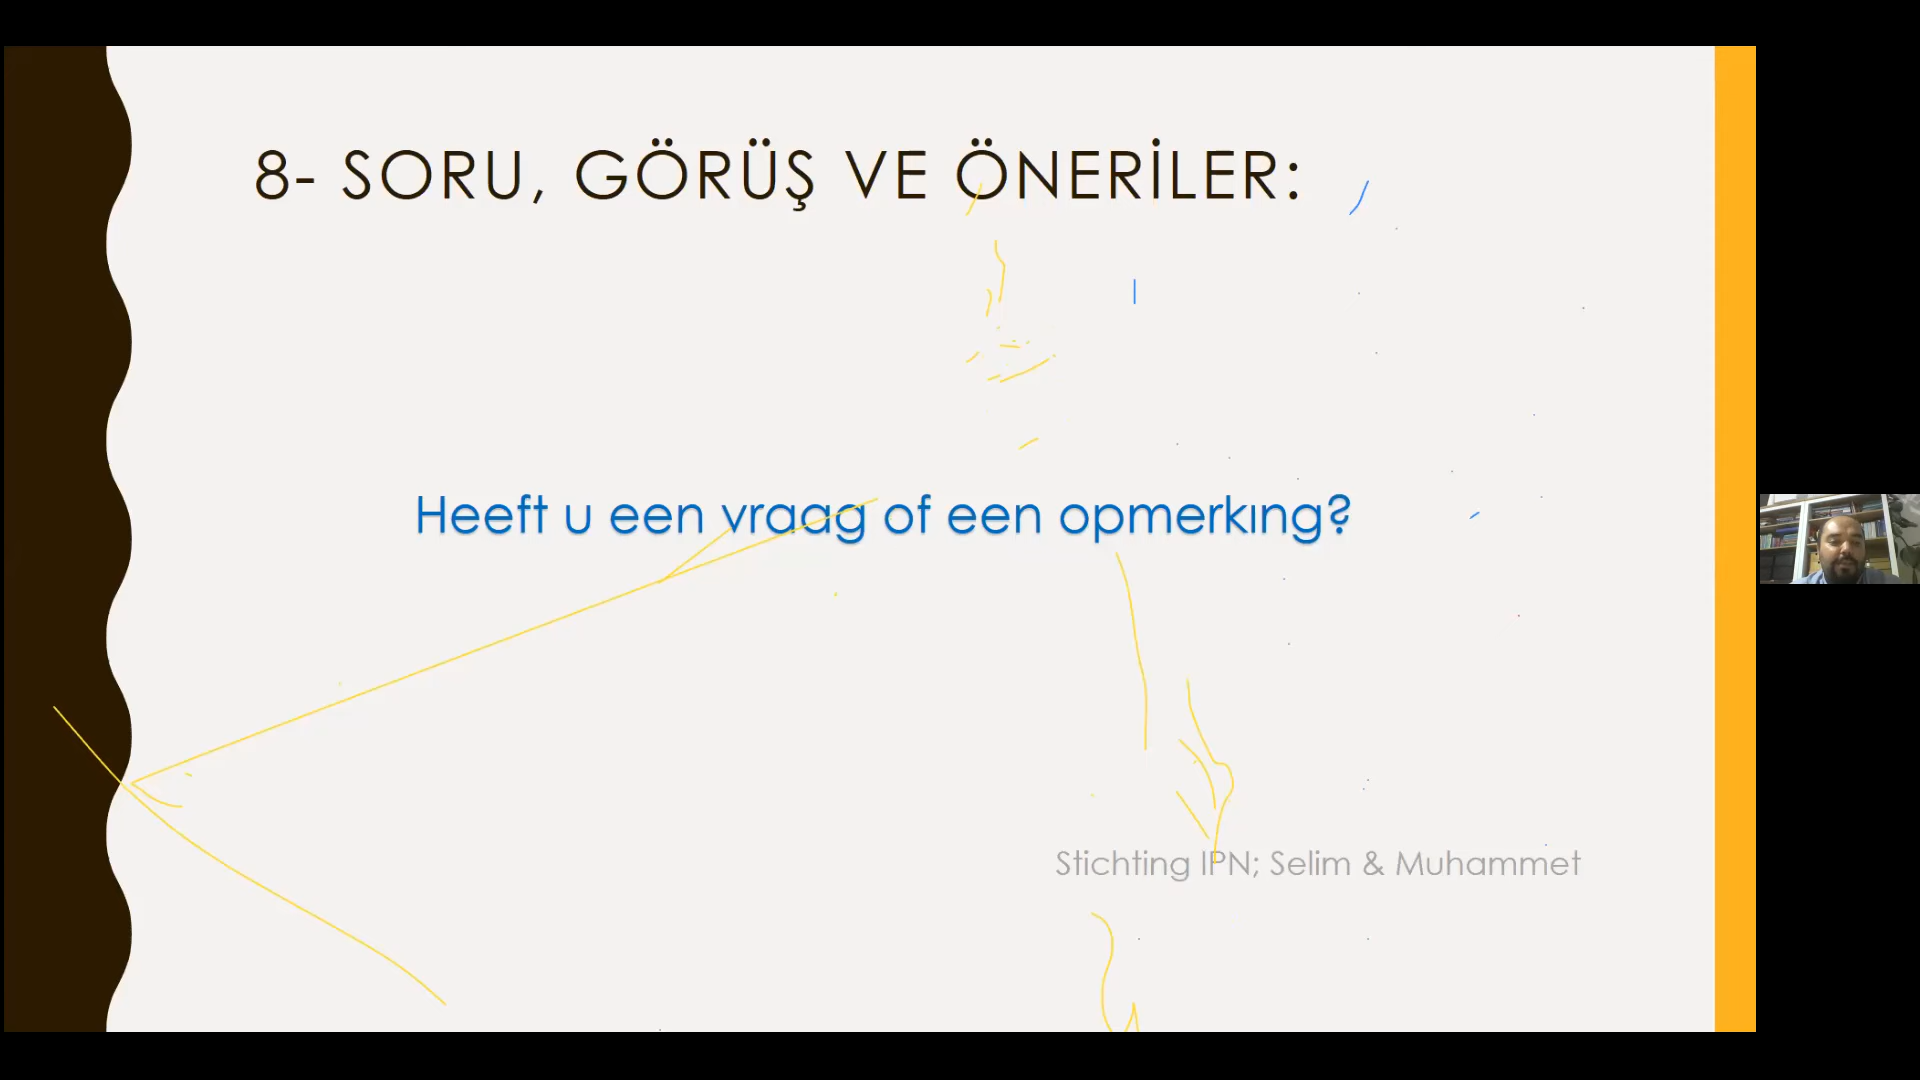 8- SORU, GÖRÜŞ VE ÖNERİLER:
Heeft u een vraag of een opmerkıng?
Stichting IPN; Selim & Muhammet